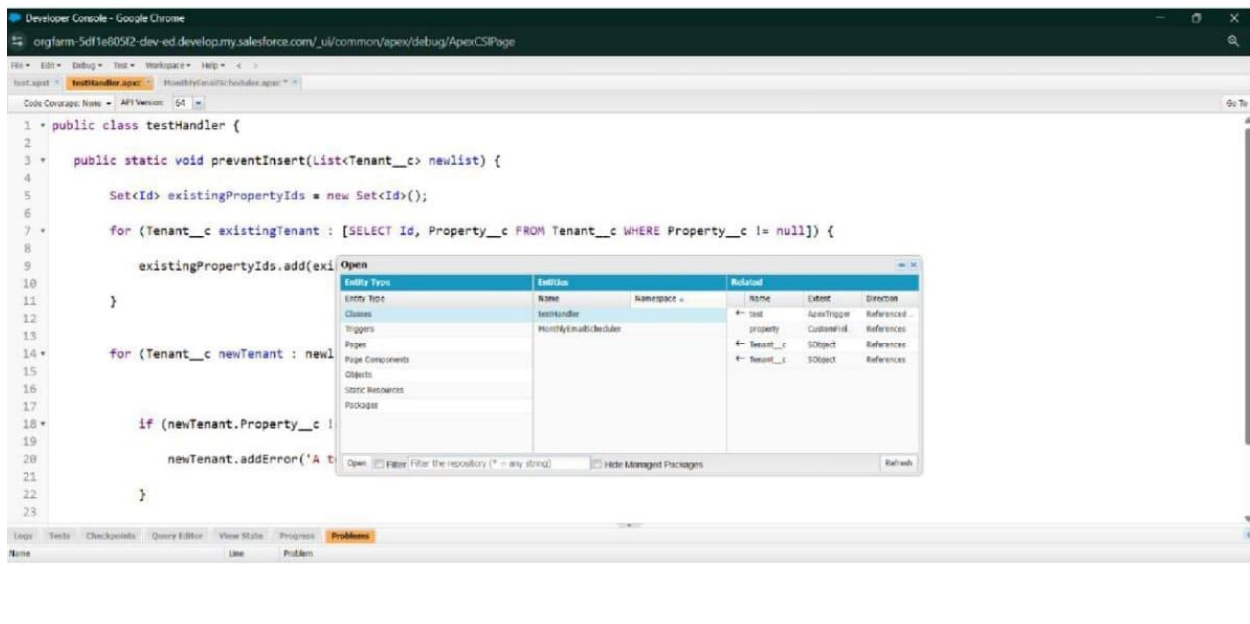 Developer Console - Google Chrome
orgfarm-5df1e805f2-dev-ed.develop.my.salesforce.com/_ui/common/apex/debug/ApexCSIPage
File Edit Debug Test Workspace Help < >
test.apxt testHandler.apxc MonthlyEmailScheduler.apxc *
Code Coverage: None API Version: 64 Go To
1 public class testHandler {
2
3 public static void preventInsert(List<Tenant__c> newlist) {
4
5 Set<Id> existingPropertyIds = new Set<Id>();
6
7 for (Tenant__c existingTenant : [SELECT Id, Property__c FROM Tenant__c WHERE Property__c != null]) {
8
9 existingPropertyIds.add(exi
10
11 }
12
13
14 for (Tenant__c newTenant : newl
15
16
17
18 if (newTenant.Property__c !
19
20 newTenant.addError('A t
21
22 }
23
Open
Entity Type Entities Related
Entity Type Name Namespace Name Extent Direction
Classes testHandler test ApexTrigger Referenced...
Triggers MonthlyEmailScheduler property CustomFiel... References
Pages Tenant__c SObject References
Page Components Tenant__c SObject References
Objects
Static Resources
Packages
Open Filter Filter the repository (* = any string) Hide Managed Packages Refresh
Logs Tests Checkpoints Query Editor View State Progress Problems
Name Line Problem